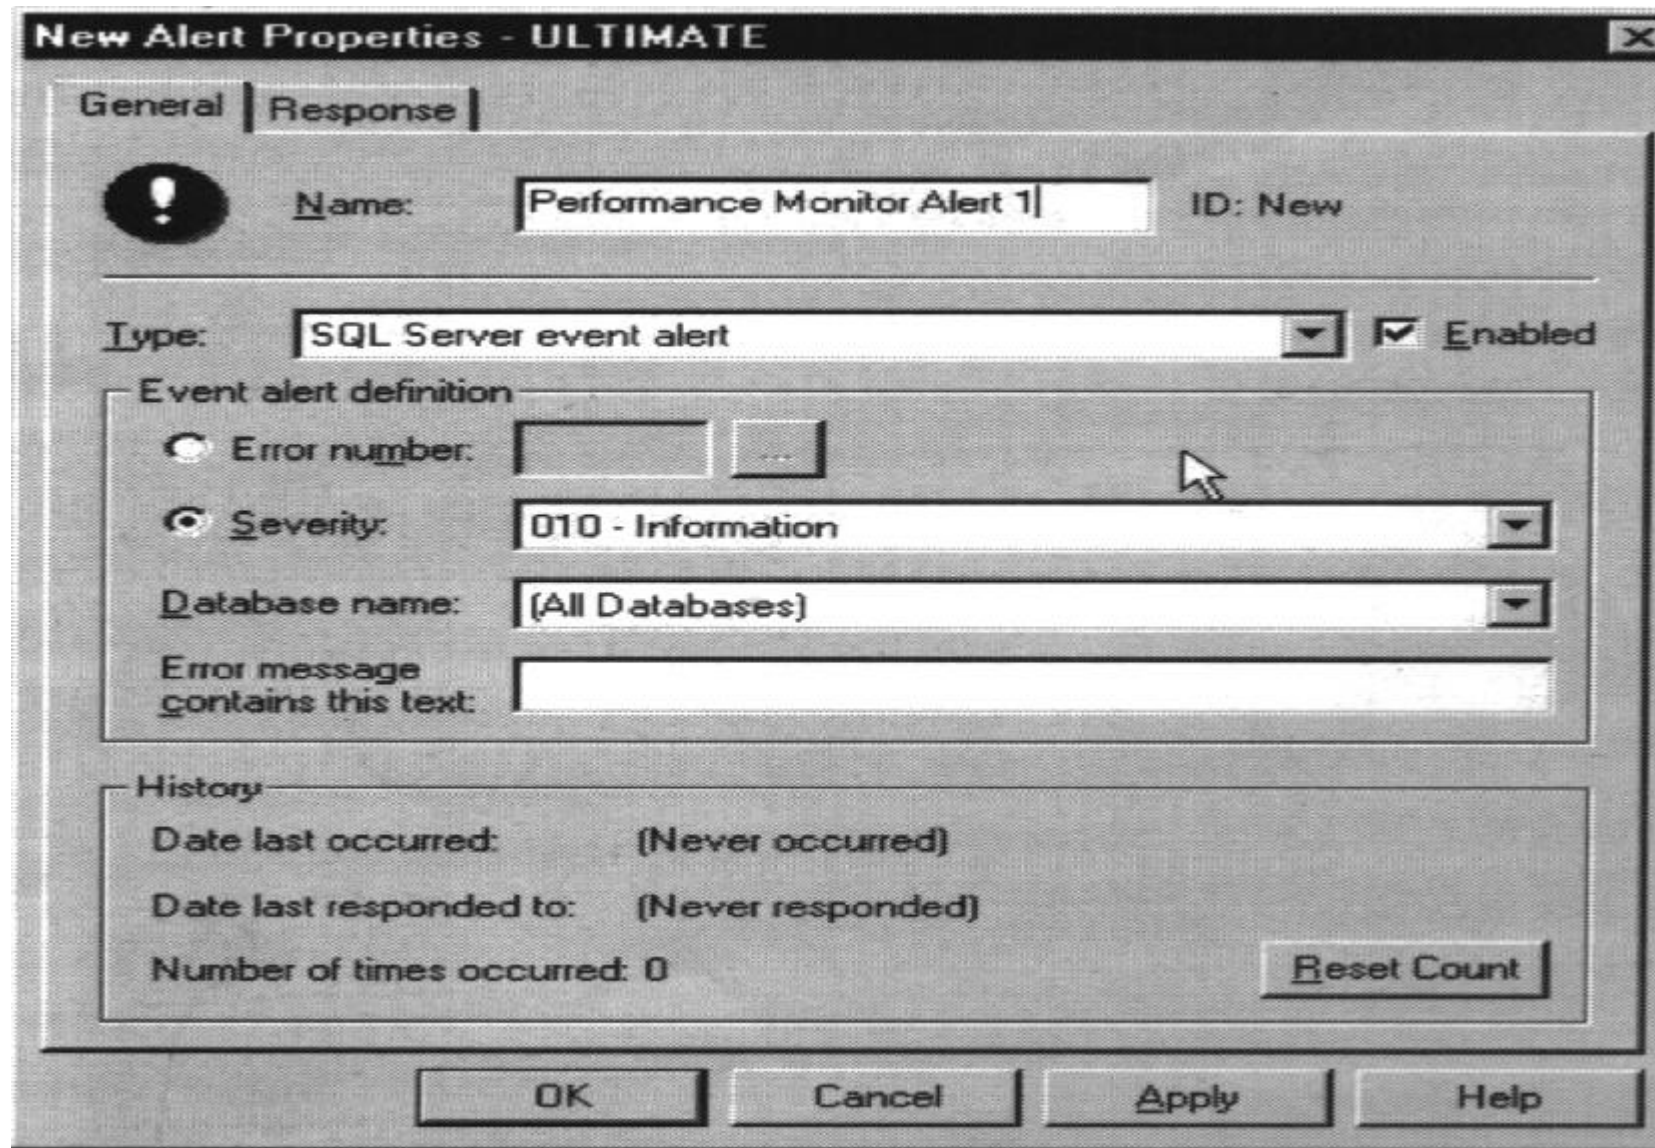 New Alert Properties - ULTIMATE
General
Response
Name:
Performance Monitor Alert 1
ID: New
Type:
SQL Server event alert
Enabled
Event alert definition
Error number:
...
Severity:
010 - Information
Database name:
(All Databases)
Error message
contains this text:
History
Date last occurred:
(Never occurred)
Date last responded to:
(Never responded)
Number of times occurred: 0
Reset Count
OK
Cancel
Apply
Help